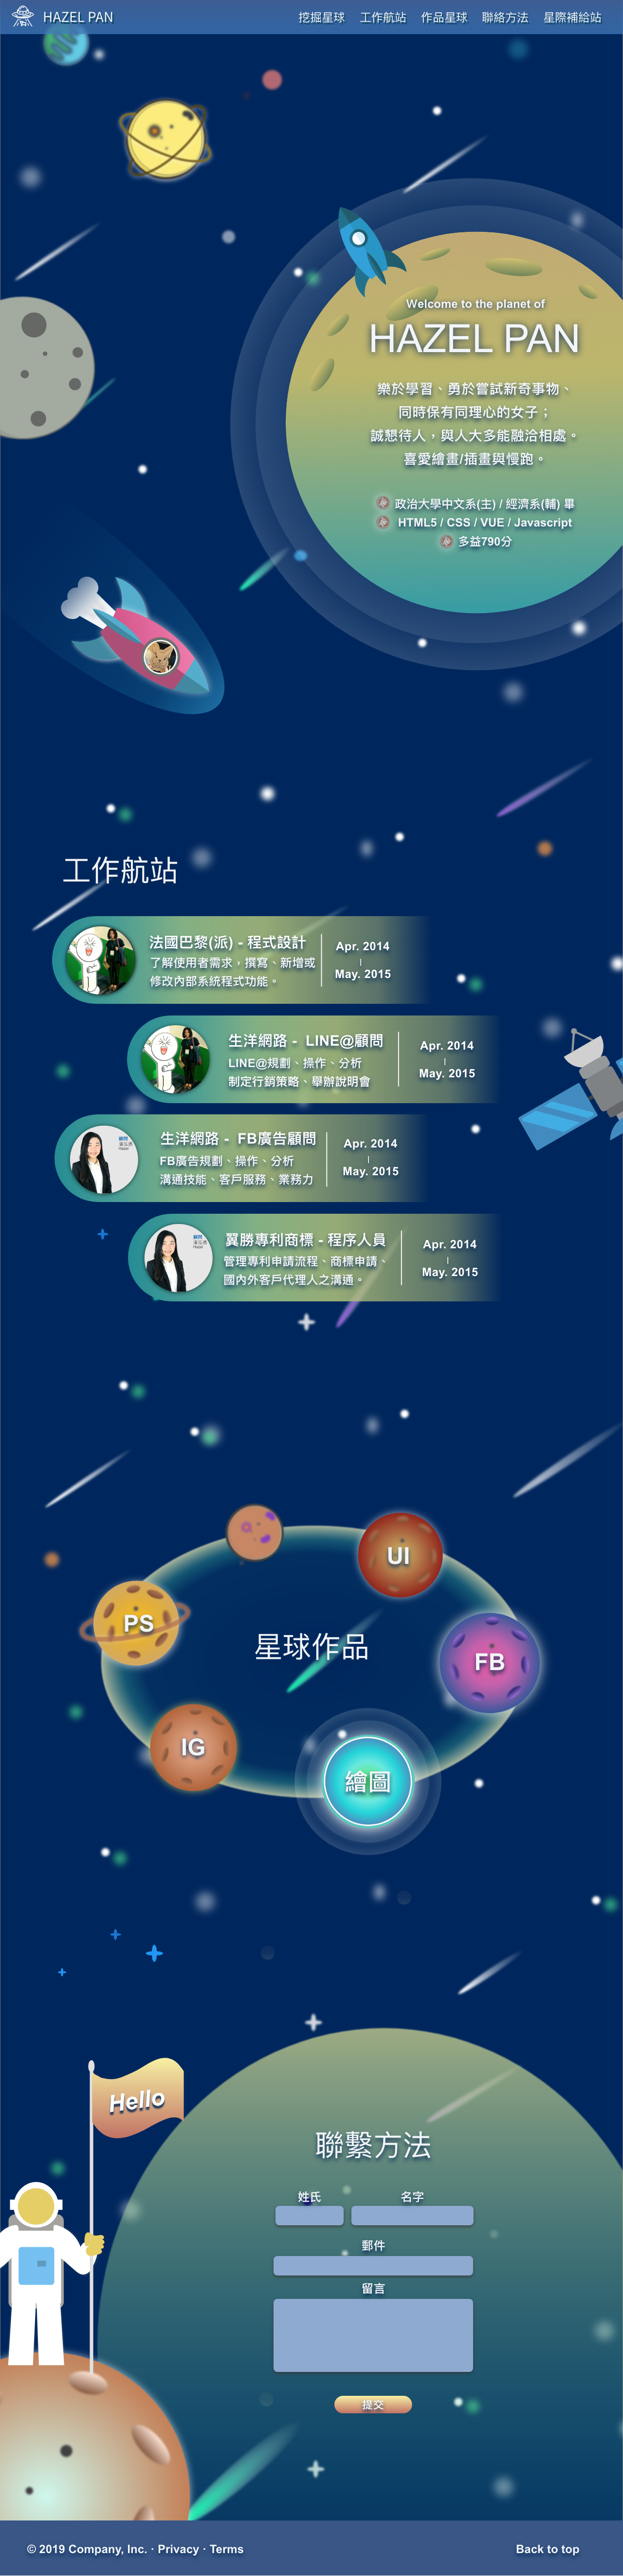 HAZEL PAN
挖掘星球 工作航站 作品星球 聯絡方法 星際補給站
Welcome to the planet of
HAZEL PAN
樂於學習、勇於嘗試新奇事物、
同時保有同理心的女子；
誠懇待人，與人大多能融洽相處。
喜愛繪畫/插畫與慢跑。
政治大學中文系(主) / 經濟系(輔) 畢
HTML5 / CSS / VUE / Javascript
多益790分
工作航站
法國巴黎(派) - 程式設計
了解使用者需求，撰寫、新增或
修改內部系統程式功能。
Apr. 2014
|
May. 2015
生洋網路 - LINE@顧問
LINE@規劃、操作、分析
制定行銷策略、舉辦說明會
Apr. 2014
|
May. 2015
顧問
Hazel
生洋網路 - FB廣告顧問
FB廣告規劃、操作、分析
溝通技能、客戶服務、業務力
Apr. 2014
|
May. 2015
顧問
Hazel
翼勝專利商標 - 程序人員
管理專利申請流程、商標申請、
國內外客戶代理人之溝通。
Apr. 2014
|
May. 2015
UI
PS
星球作品
FB
IG
繪圖
Hello
聯繫方法
姓氏 名字
郵件
留言
提交
© 2019 Company, Inc. · Privacy · Terms
Back to top